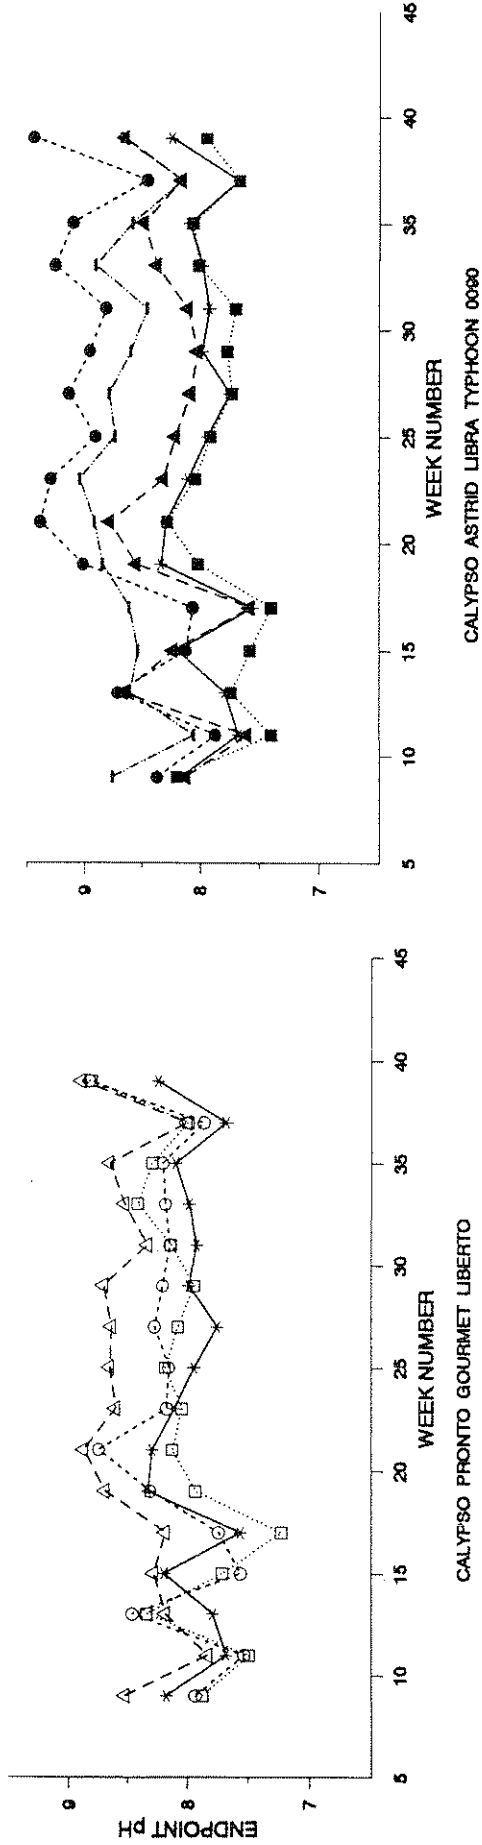 ENDPOINT pH
9
8
7
5 10 15 20 25 30 35 40 45
WEEK NUMBER
CALYPSO PRONTO GOURMET LIBERTO
9
8
7
5 10 15 20 25 30 35 40 45
WEEK NUMBER
CALYPSO ASTRID LIBRA TYPHOON 0090